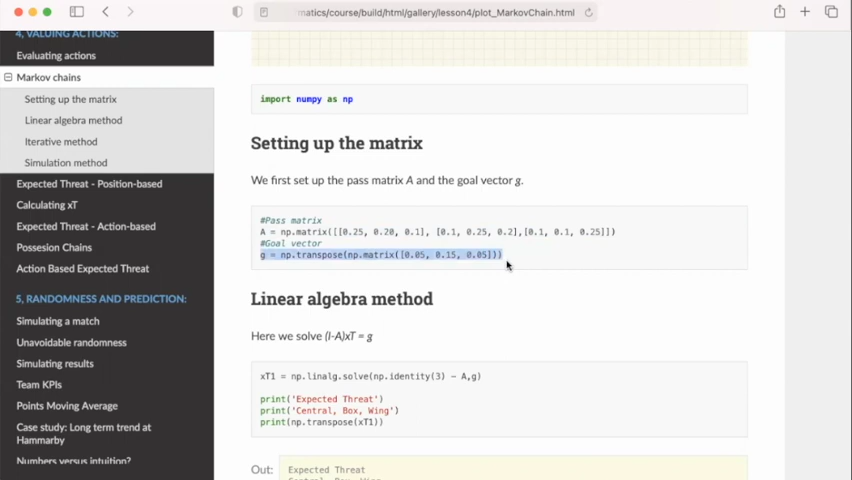 matics/course/build/html/gallery/lesson4/plot_MarkovChain.html
4, VALUING ACTIONS:
Evaluating actions
Markov chains
Setting up the matrix
Linear algebra method
Iterative method
Simulation method
Expected Threat - Position-based
Calculating xT
Expected Threat - Action-based
Possesion Chains
Action Based Expected Threat
5, RANDOMNESS AND PREDICTION:
Simulating a match
Unavoidable randomness
Simulating results
Team KPIs
Points Moving Average
Case study: Long term trend at
Hammarby
Numbers versus intuition?
import numpy as np
Setting up the matrix
We first set up the pass matrix A and the goal vector g.
#Pass matrix
A = np.matrix([[0.25, 0.20, 0.1], [0.1, 0.25, 0.2],[0.1, 0.1, 0.25]])
#Goal vector
g = np.transpose(np.matrix([0.05, 0.15, 0.05]))
Linear algebra method
Here we solve (I-A)xT = g
xT1 = np.linalg.solve(np.identity(3) - A,g)
print('Expected Threat')
print('Central, Box, Wing')
print(np.transpose(xT1))
Out:
Expected Threat
Central, Box, Wing